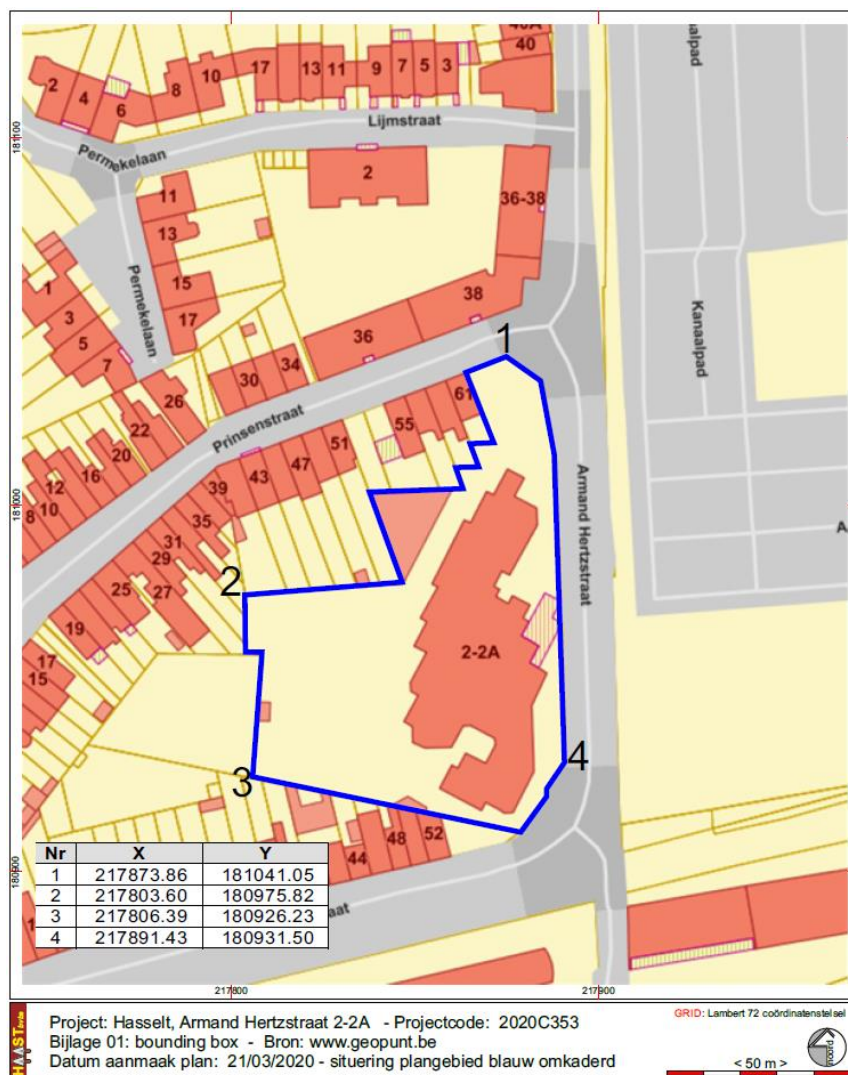 40A
40
2
4
6
8
10
17
13
11
9
7
5
3
Lijmstraat
Permekelaan
2
36-38
11
13
15
17
Permekelaan
1
3
5
7
38
36
1
34
30
26
22
20
16
12
10
8
Prinsenstraat
61
55
51
47
43
39
35
31
29
27
25
19
17
15
2
2-2A
3
4
Armand Hertzstraat
Kanaalpad
Kanaalpad
A
44
48
52
aat
181100
181000
180900
Nr X Y
1 217873.86 181041.05
2 217803.60 180975.82
3 217806.39 180926.23
4 217891.43 180931.50
217800
217900
HAAST bvba
Project: Hasselt, Armand Hertzstraat 2-2A - Projectcode: 2020C353
Bijlage 01: bounding box - Bron: www.geopunt.be
Datum aanmaak plan: 21/03/2020 - situering plangebied blauw omkaderd
GRID: Lambert 72 coördinatenstelsel
noord
< 50 m >